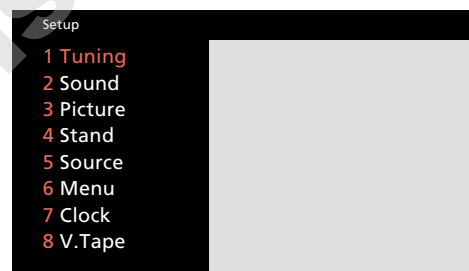 Setup
1 Tuning
2 Sound
3 Picture
4 Stand
5 Source
6 Menu
7 Clock
8 V.Tape